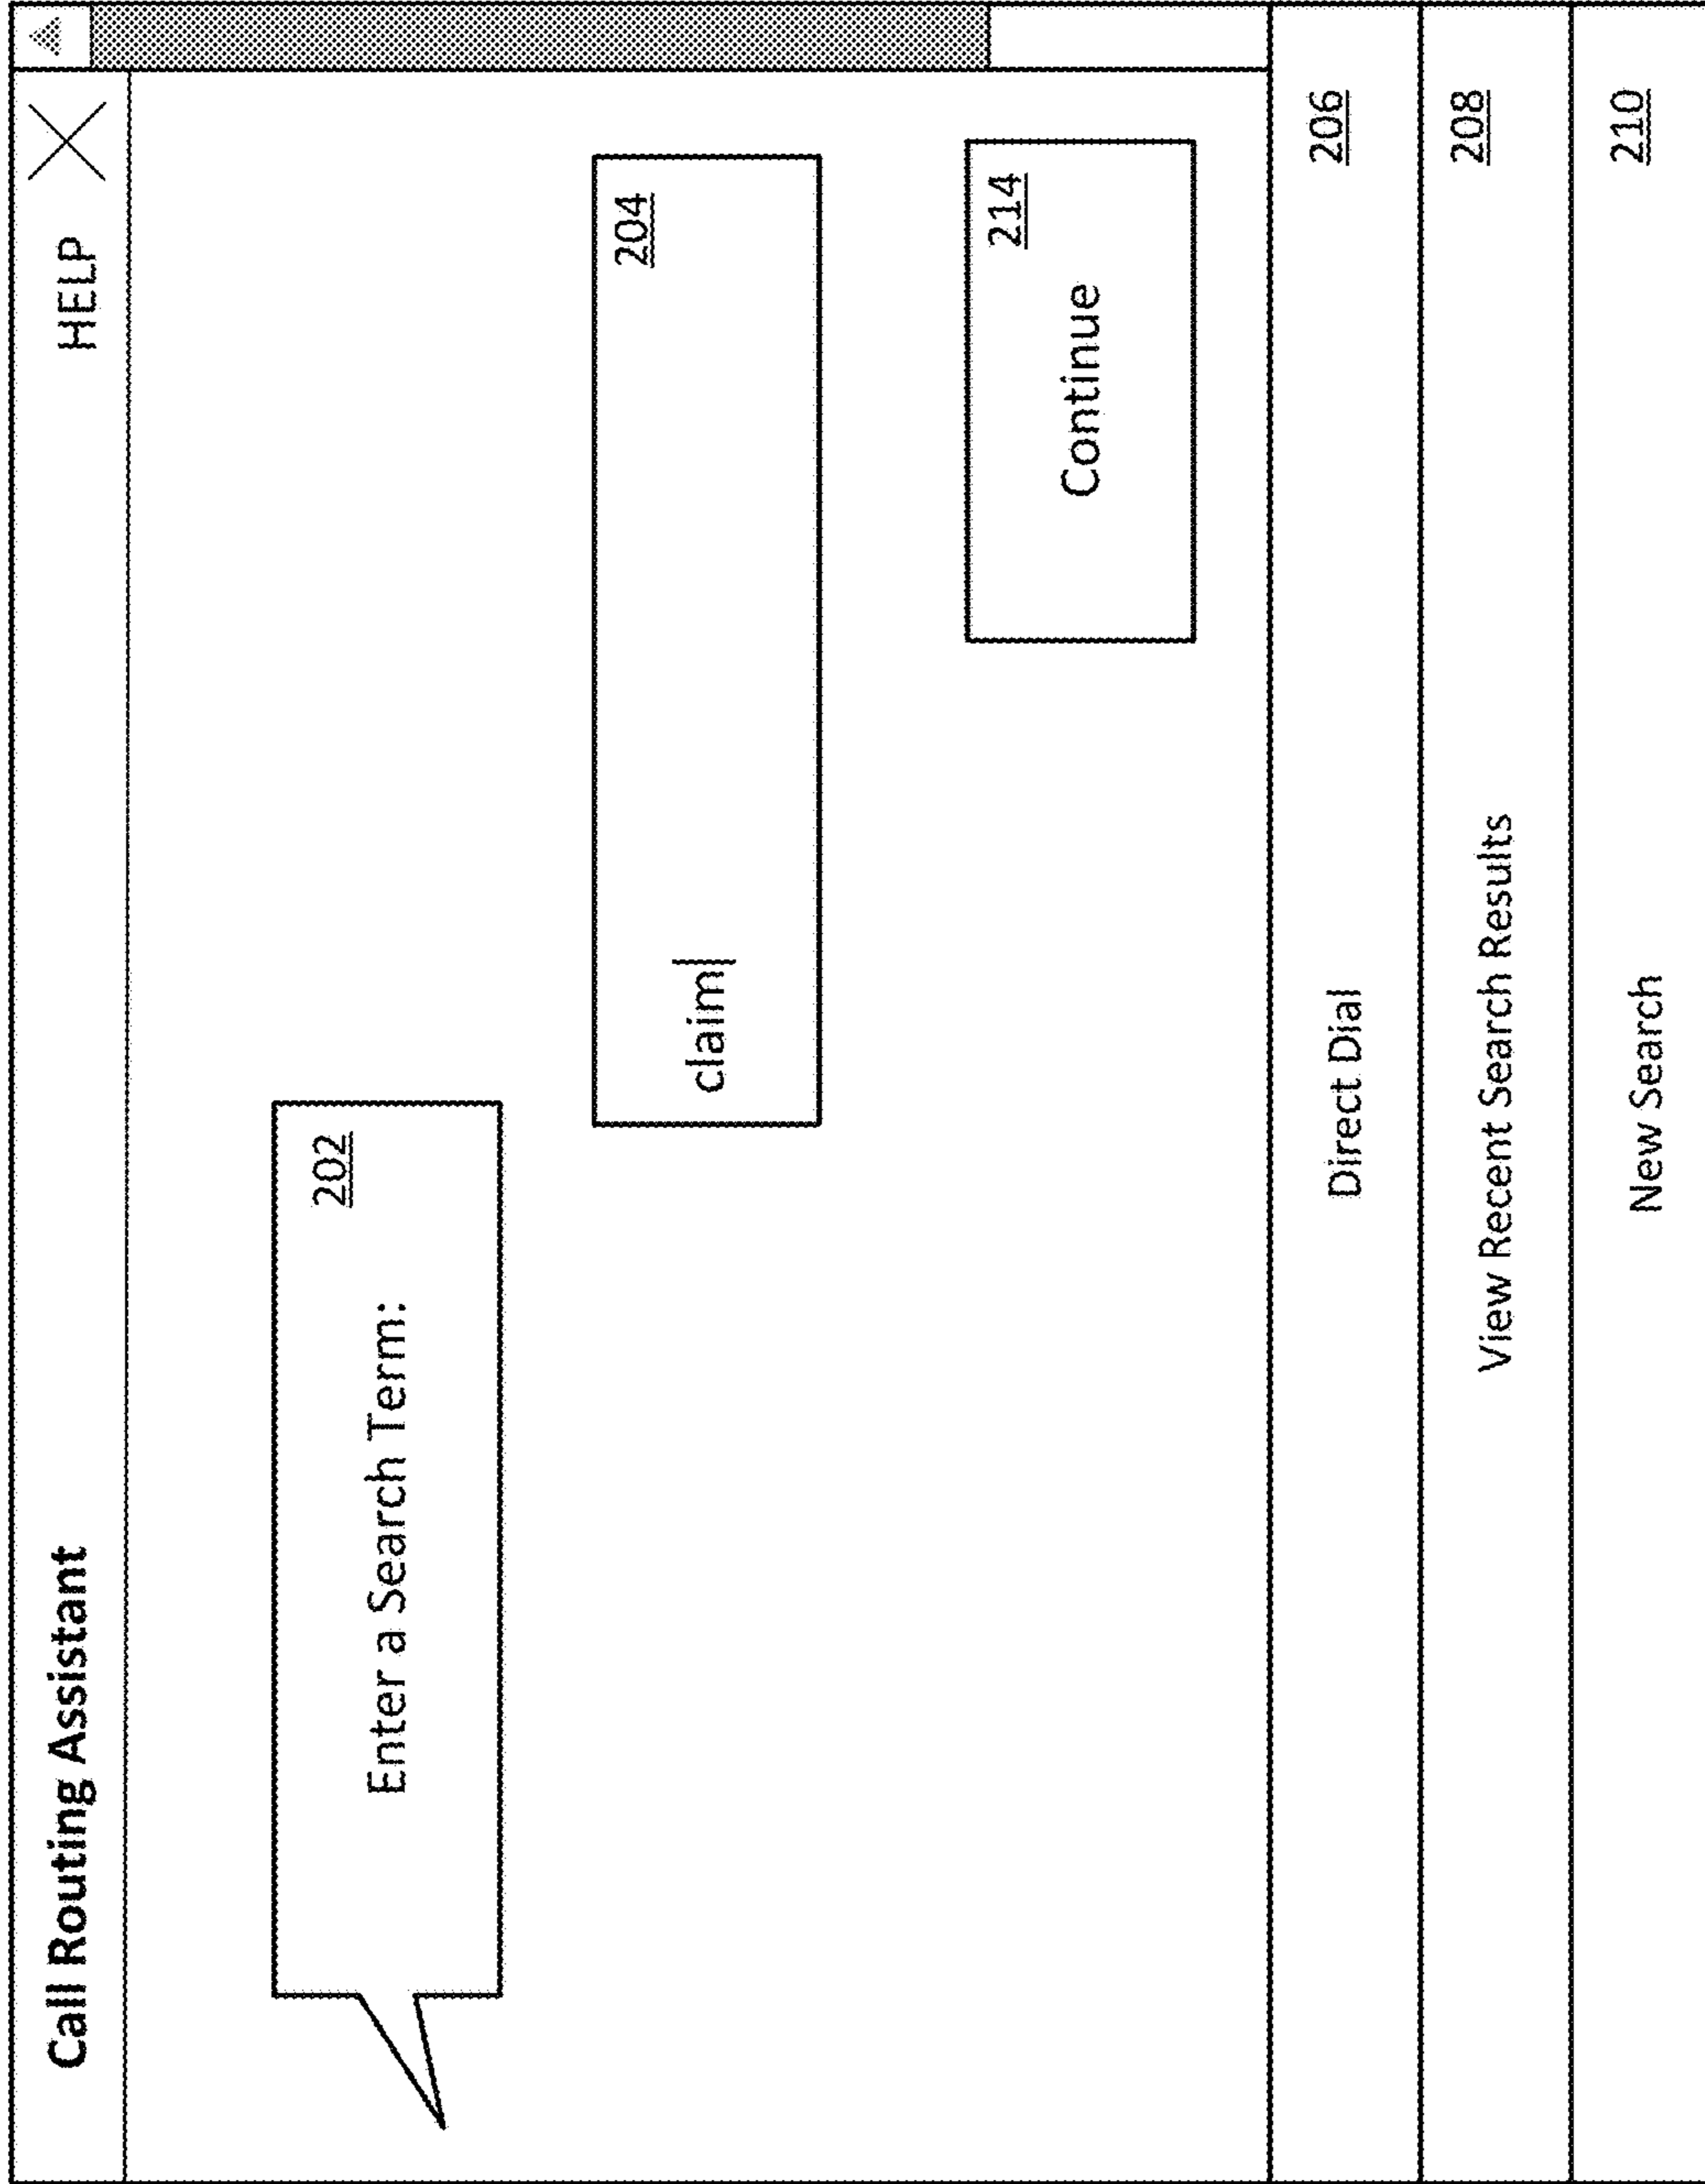 Call Routing Assistant HELP X
202
Enter a Search Term:
204
claim
214
Continue
Direct Dial 206
View Recent Search Results 208
New Search 210